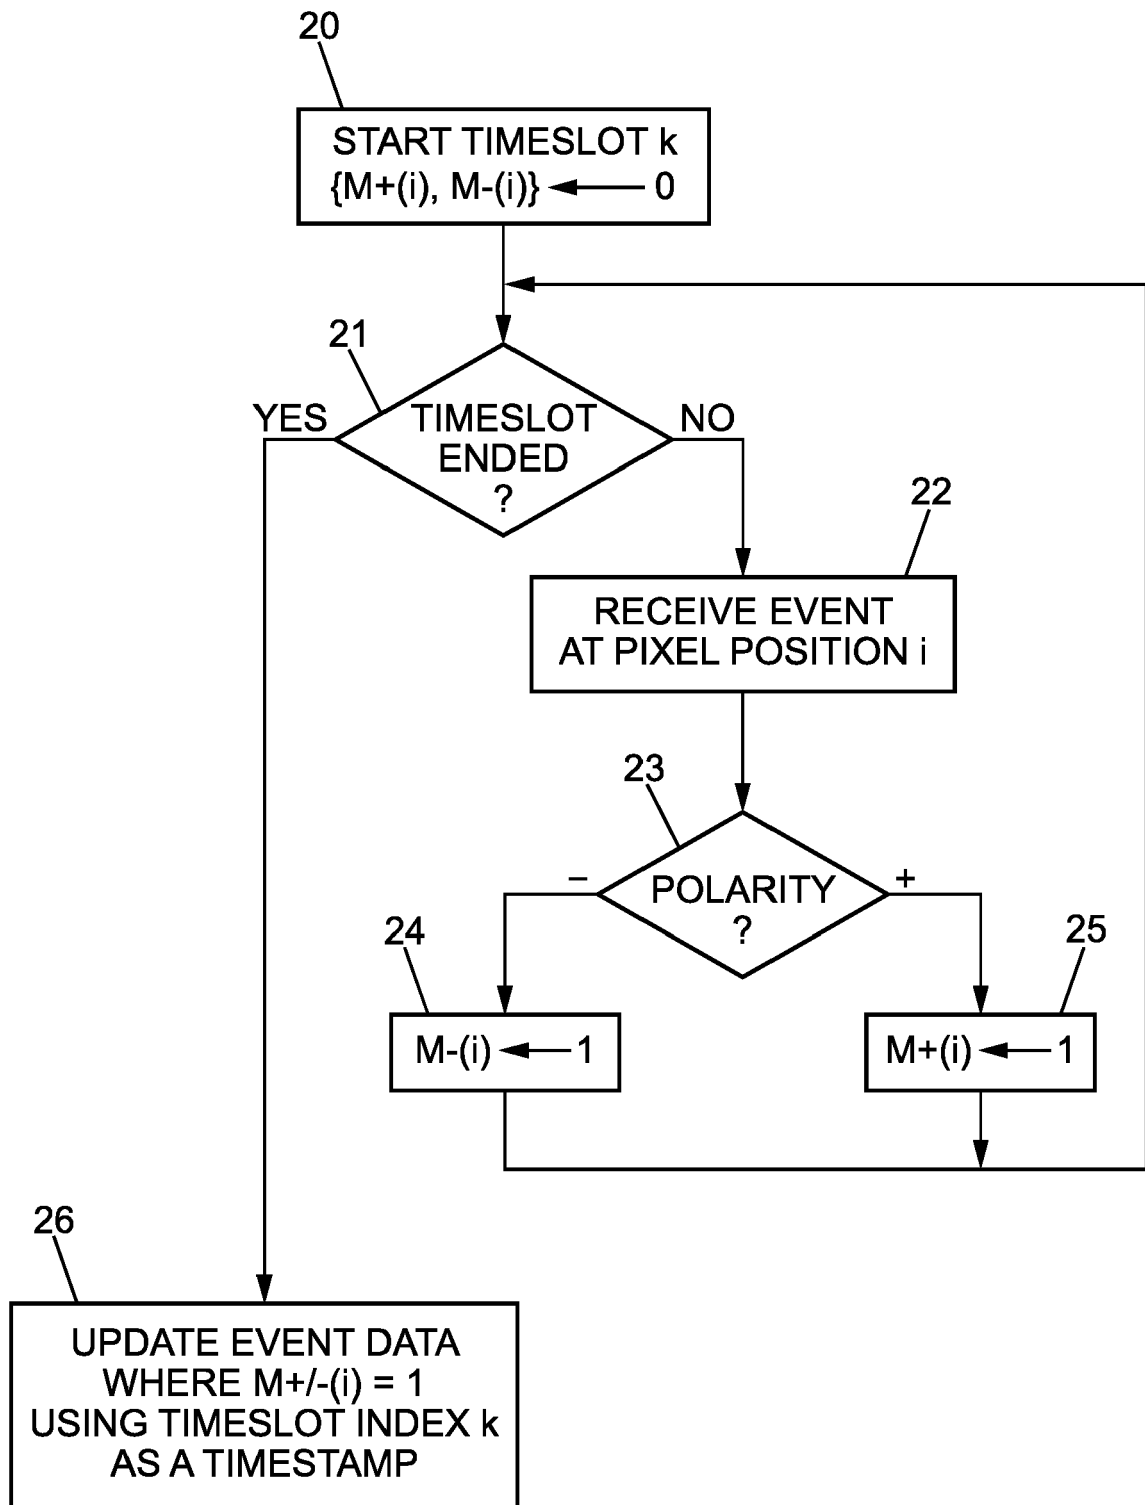 20
START TIMESLOT k
{M+(i), M-(i)} ← 0
21
YES
TIMESLOT
ENDED
?
NO
22
RECEIVE EVENT
AT PIXEL POSITION i
23
–
POLARITY
?
+
24
M-(i) ← 1
25
M+(i) ← 1
26
UPDATE EVENT DATA
WHERE M+/-(i) = 1
USING TIMESLOT INDEX k
AS A TIMESTAMP